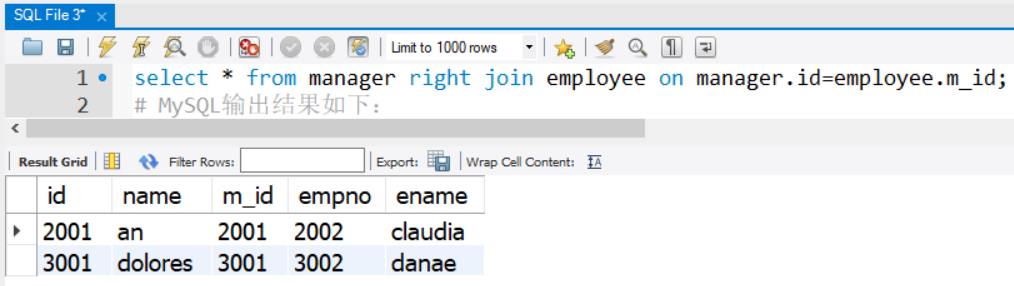 SQL File 3*
Limit to 1000 rows
1 select * from manager right join employee on manager.id=employee.m_id;
2 # MySQL输出结果如下：
Result Grid Filter Rows: Export: Wrap Cell Content:
id name m_id empno ename
2001 an 2001 2002 claudia
3001 dolores 3001 3002 danae